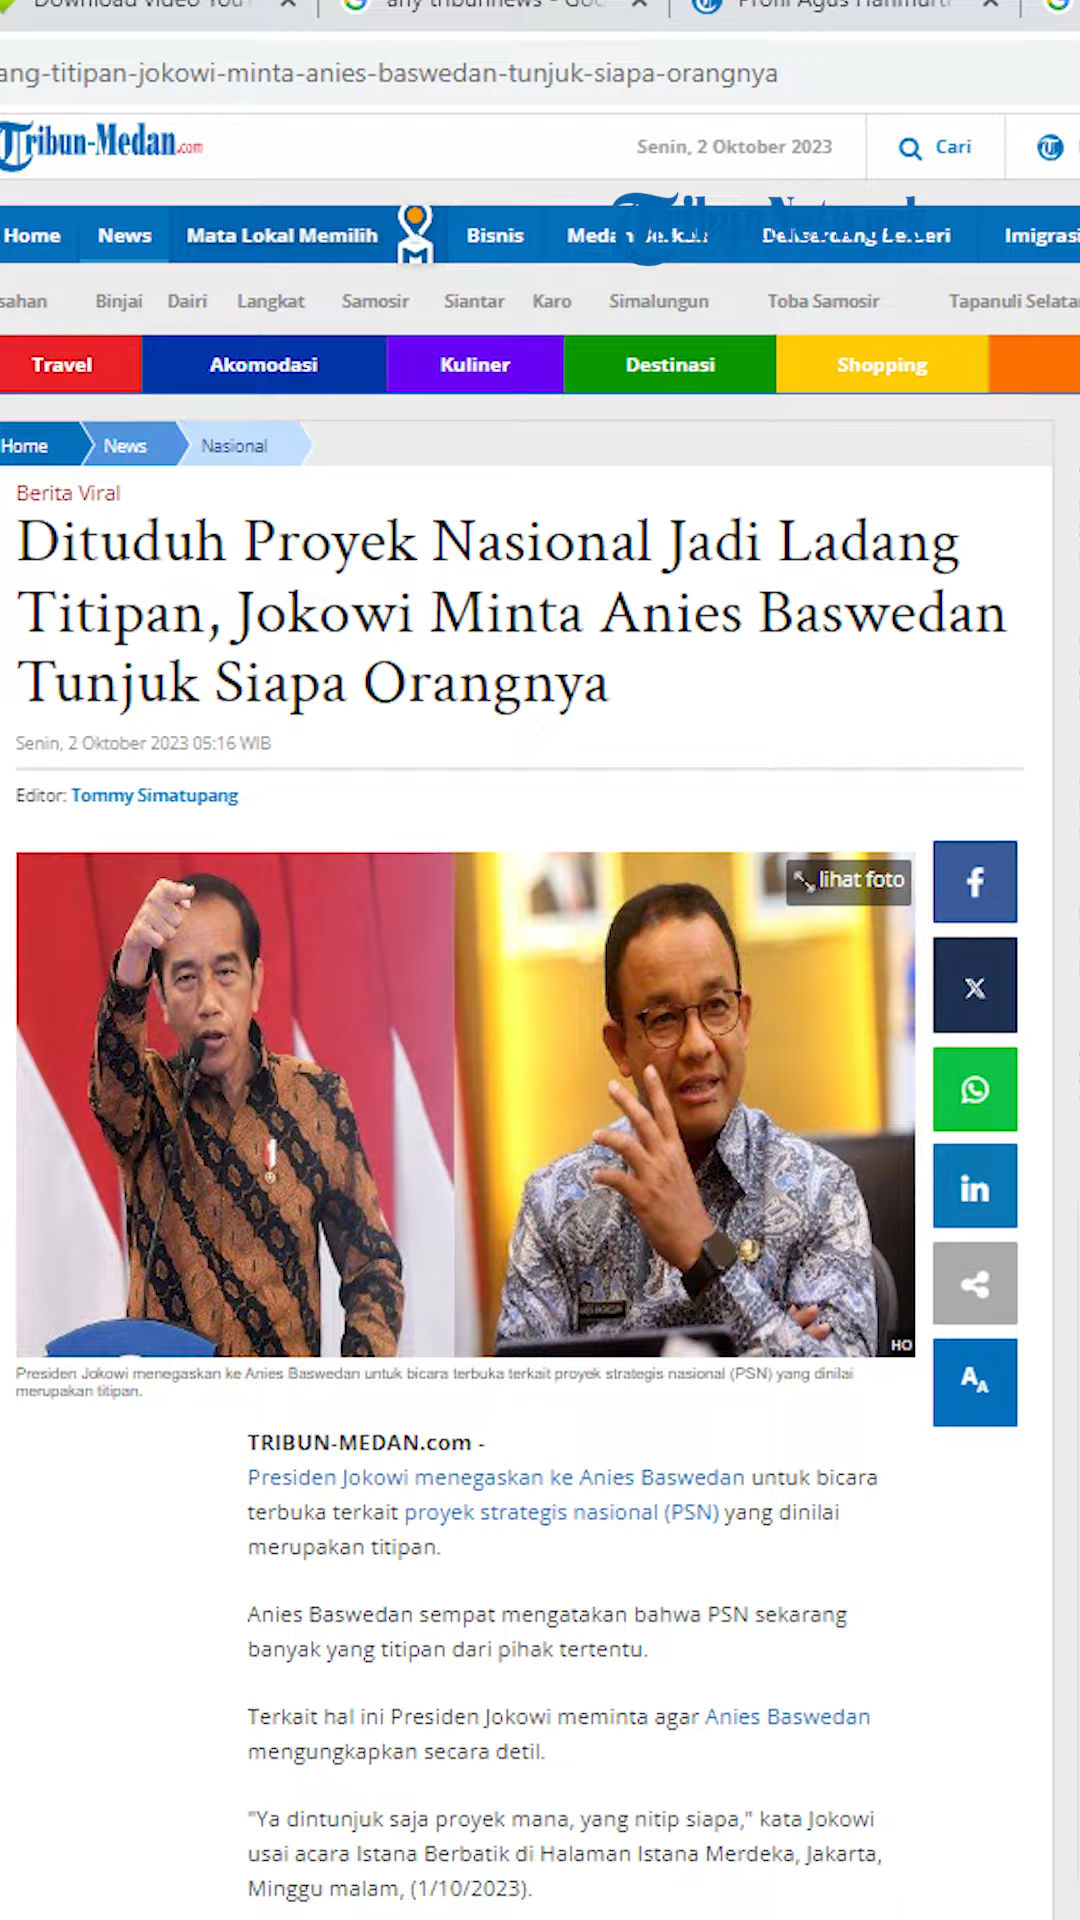 ang-titipan-jokowi-minta-anies-baswedan-tunjuk-siapa-orangnya
Tribun-Medan.com
Senin, 2 Oktober 2023
Cari
Home News Mata Lokal Memilih Bisnis
Imigrasi
sahan Binjai Dairi Langkat Samosir Siantar Karo Simalungun Toba Samosir Tapanuli Selatan
Travel Akomodasi Kuliner Destinasi Shopping
Home News Nasional
Berita Viral
Dituduh Proyek Nasional Jadi Ladang
Titipan, Jokowi Minta Anies Baswedan
Tunjuk Siapa Orangnya
Senin, 2 Oktober 2023 05:16 WIB
Editor: Tommy Simatupang
lihat foto
HO
Presiden Jokowi menegaskan ke Anies Baswedan untuk bicara terbuka terkait proyek strategis nasional (PSN) yang dinilai
merupakan titipan.
TRIBUN-MEDAN.com -
Presiden Jokowi menegaskan ke Anies Baswedan untuk bicara
terbuka terkait proyek strategis nasional (PSN) yang dinilai
merupakan titipan.
Anies Baswedan sempat mengatakan bahwa PSN sekarang
banyak yang titipan dari pihak tertentu.
Terkait hal ini Presiden Jokowi meminta agar Anies Baswedan
mengungkapkan secara detil.
"Ya dintunjuk saja proyek mana, yang nitip siapa," kata Jokowi
usai acara Istana Berbatik di Halaman Istana Merdeka, Jakarta,
Minggu malam, (1/10/2023).